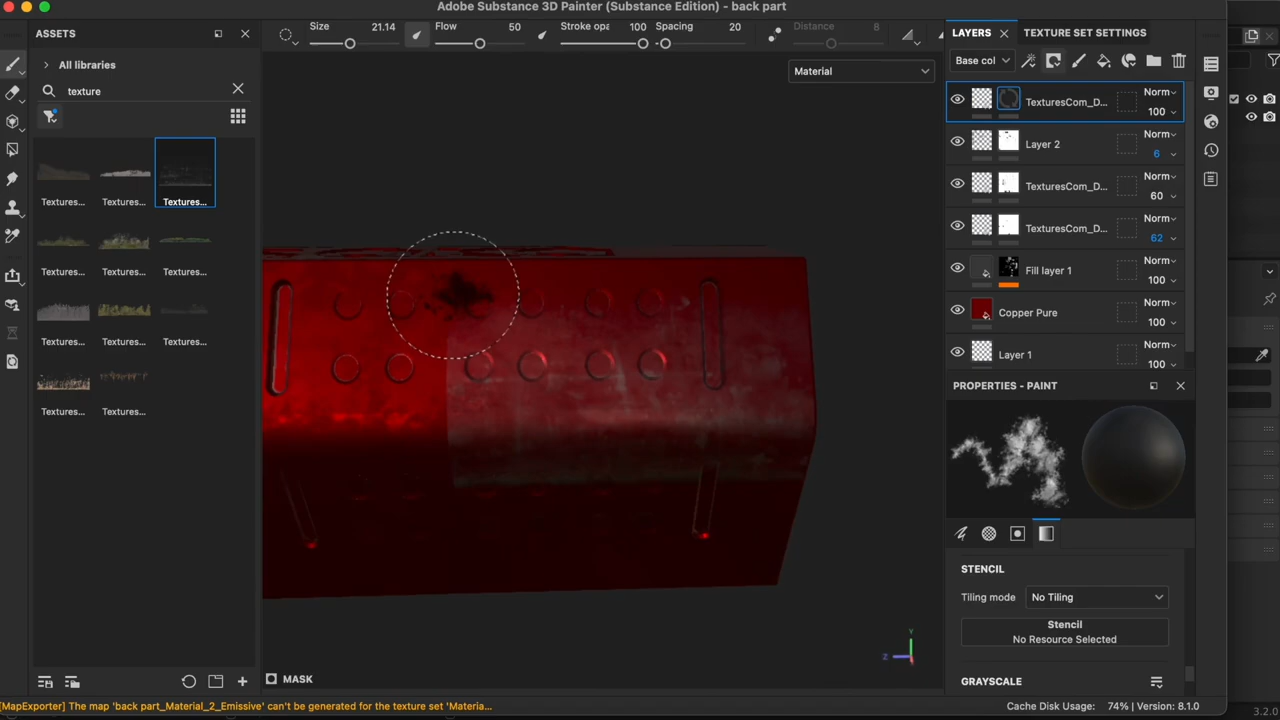 Adobe Substance 3D Painter (Substance Edition) - back part
ASSETS
All libraries
texture
Textures... Textures... Textures...
Textures... Textures... Textures...
Textures... Textures... Textures...
Textures... Textures...
Size 21.14 Flow 50 Stroke opa 100 Spacing 20 Distance 8
Material
MASK
Y
Z
LAYERS TEXTURE SET SETTINGS
Base col
TexturesCom_D... Norm 100
Layer 2 Norm 6
TexturesCom_D... Norm 60
TexturesCom_D... Norm 62
Fill layer 1 Norm 100
Copper Pure Norm 100
Layer 1 Norm 100
PROPERTIES - PAINT
STENCIL
Tiling mode No Tiling
Stencil
No Resource Selected
GRAYSCALE
[MapExporter] The map 'back part_Material_2_Emissive' can't be generated for the texture set 'Materia...
Cache Disk Usage: 74% | Version: 8.1.0
3.2.0